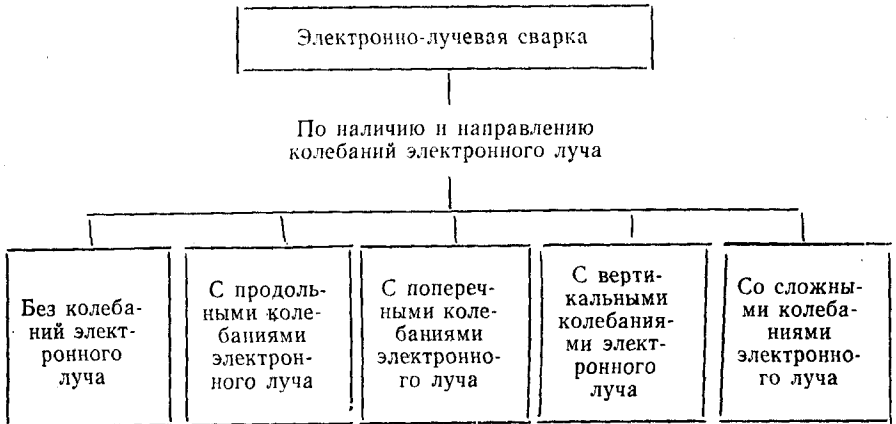 Электронно-лучевая сварка
По наличию и направлению
колебаний электронного луча
Без колеба-
ний элект-
ронного
луча
С продоль-
ными коле-
баниями
электрон-
ного луча
С попереч-
ными коле-
баниями
электронно-
го луча
С верти-
кальными
колебания-
ми элект-
ронного
луча
Со сложны-
ми колеба-
ниями
электронно-
го луча